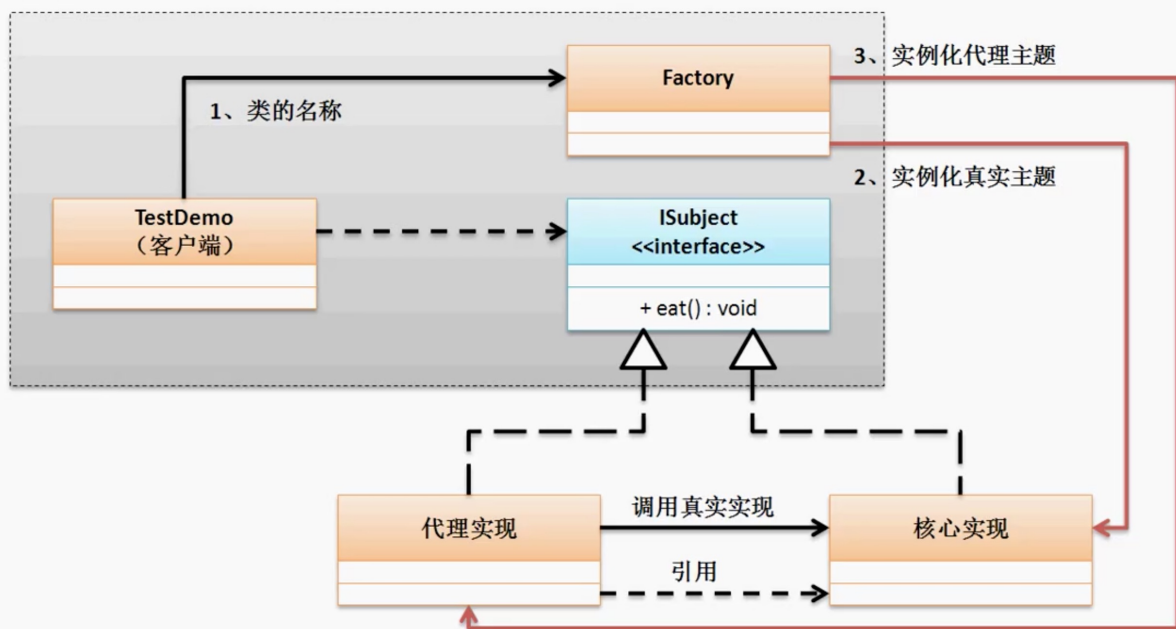 3、实例化代理主题
Factory
1、类的名称
2、实例化真实主题
TestDemo
（客户端）
ISubject
<<interface>>
+ eat() : void
代理实现
调用真实实现
核心实现
引用